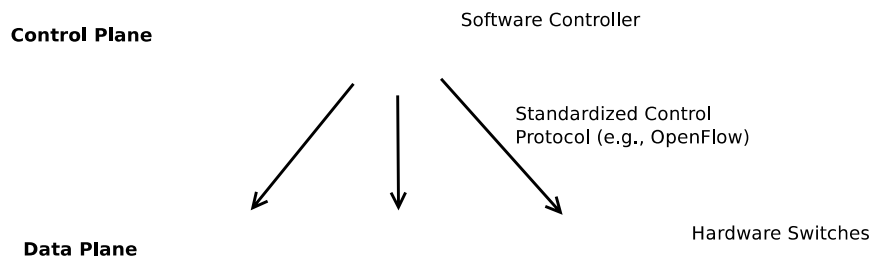 Software Controller
Control Plane
Standardized Control
Protocol (e.g., OpenFlow)
Hardware Switches
Data Plane